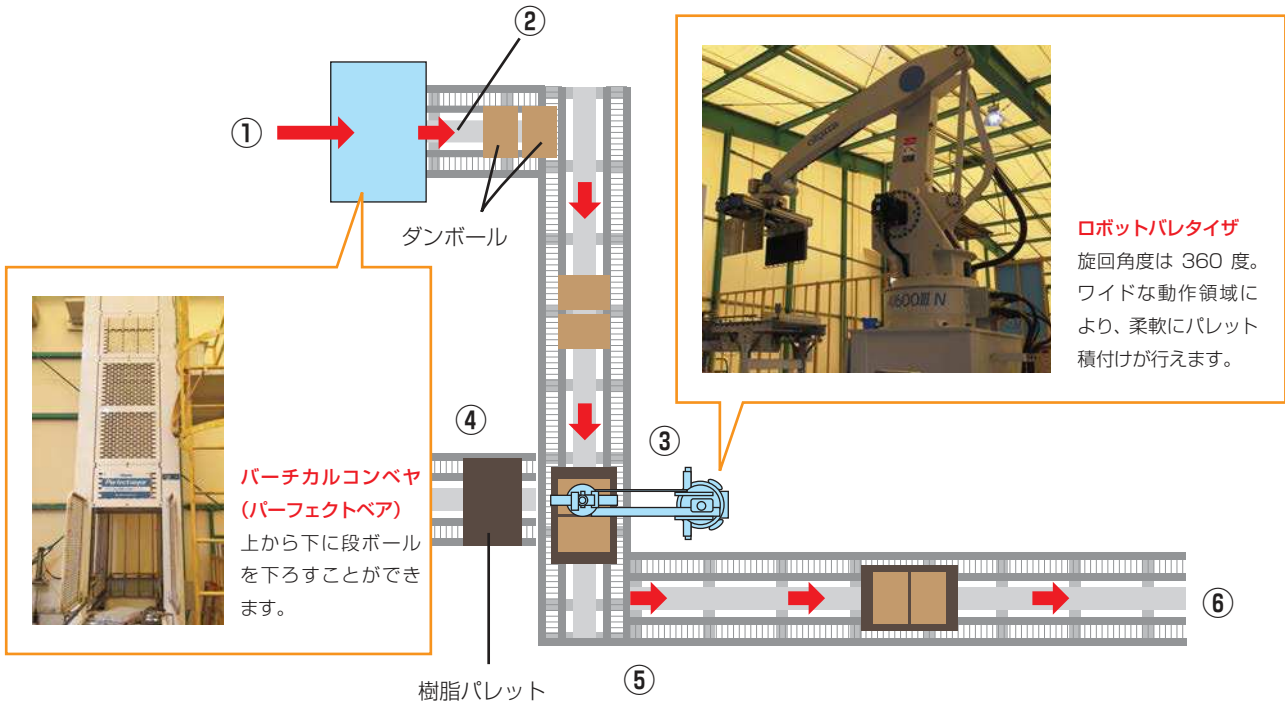 ①
②
ダンボール
ロボットパレタイザ
旋回角度は 360 度。
ワイドな動作領域に
より、柔軟にパレット
積付けが行えます。
バーチカルコンベヤ
（パーフェクトベア）
上から下に段ボール
を下ろすことができ
ます。
④
③
樹脂パレット
⑤
⑥